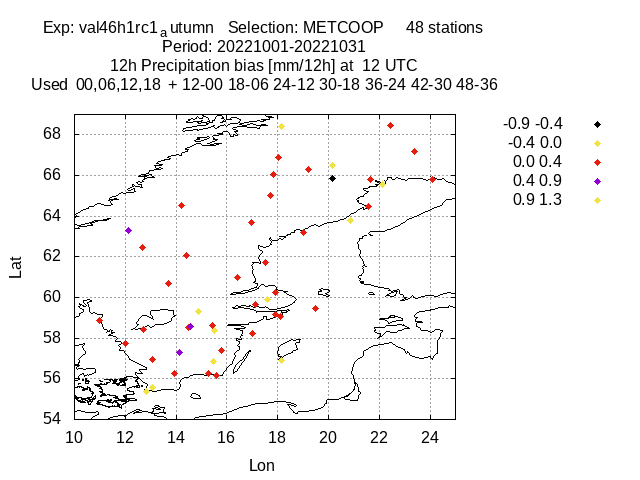 Exp: val46h1rc1 a utumn Selection: METCOOP 48 stations
Period: 20221001-20221031
12h Precipitation bias [mm/12h] at 12 UTC
Used 00,06,12,18 + 12-00 18-06 24-12 30-18 36-24 42-30 48-36
-0.9 -0.4
-0.4 0.0
0.0 0.4
0.4 0.9
0.9 1.3
68
66
64
62
60
58
56
54
Lat
10 12 14 16 18 20 22 24
Lon